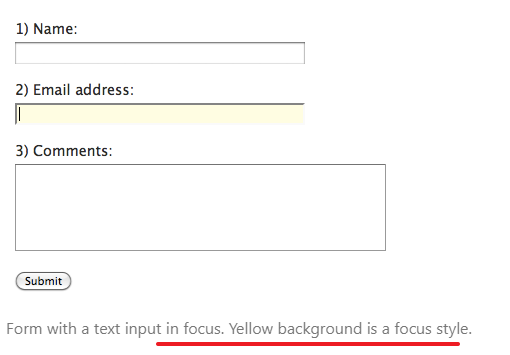 1) Name:
2) Email address:
3) Comments:
Submit
Form with a text input in focus. Yellow background is a focus style.